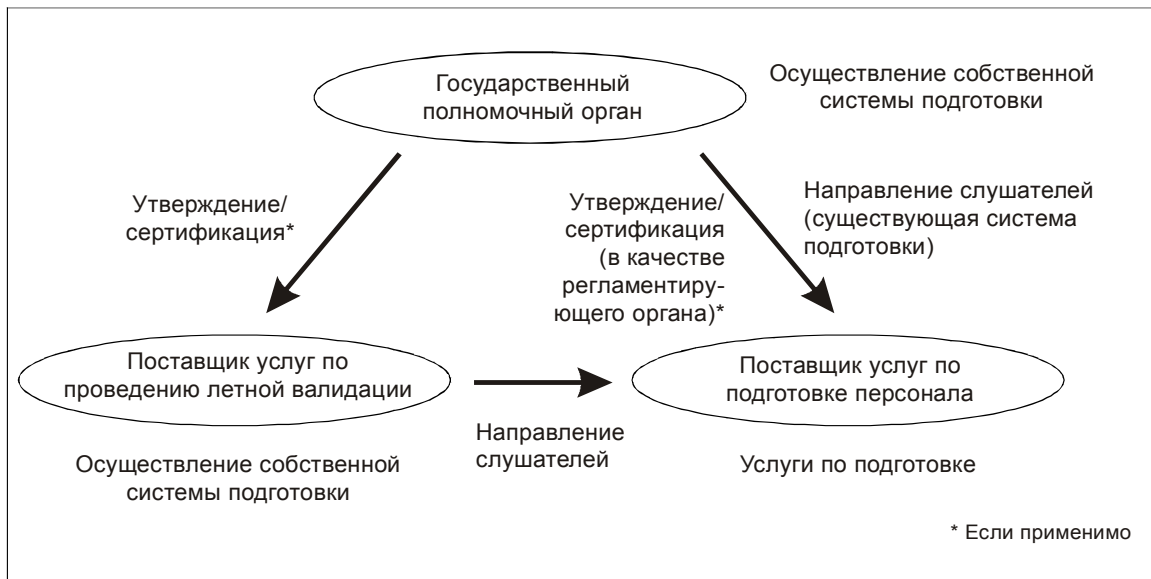 Государственный
полномочный орган
Осуществление собственной
системы подготовки
Утверждение/
сертификация*
Утверждение/
сертификация
(в качестве
регламентиру-
ющего органа)*
Направление слушателей
(существующая система
подготовки)
Поставщик услуг по
проведению летной валидации
Поставщик услуг по
подготовке персонала
Направление
слушателей
Осуществление собственной
системы подготовки
Услуги по подготовке
* Если применимо